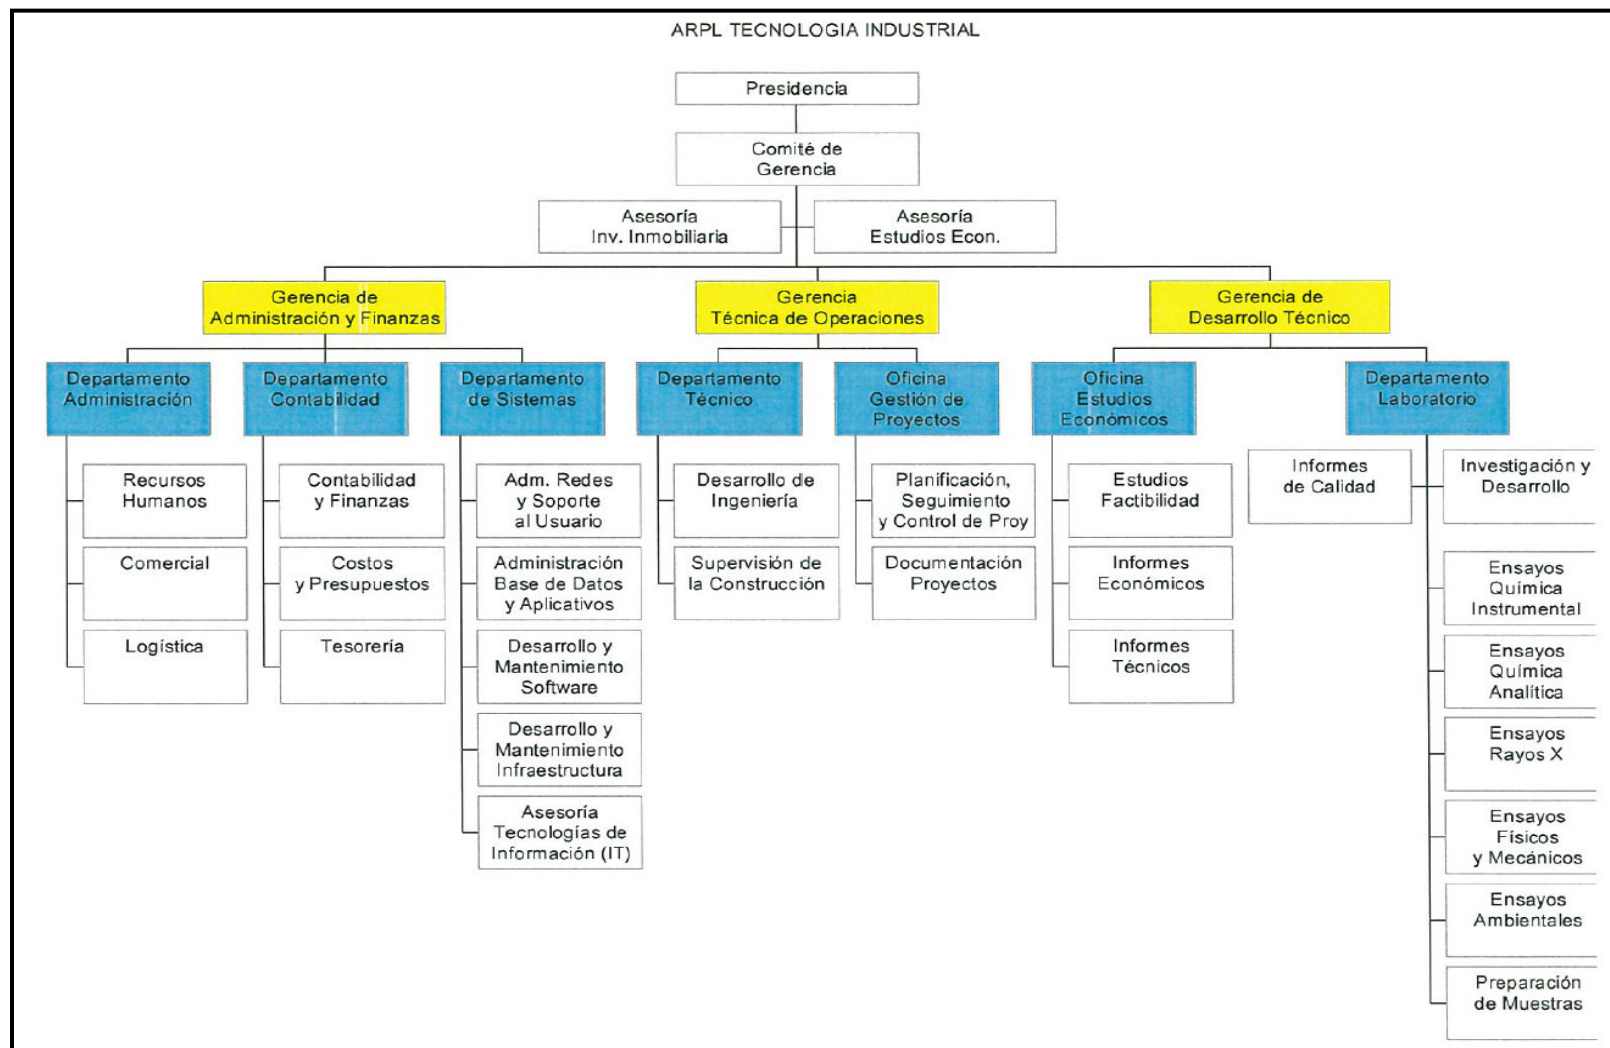 ARPL TECNOLOGIA INDUSTRIAL
Presidencia
Comité de
Gerencia
Asesoría
Inv. Inmobiliaria
Asesoría
Estudios Econ.
Gerencia de
Administración y Finanzas
Gerencia
Técnica de Operaciones
Gerencia de
Desarrollo Técnico
Departamento
Administración
Departamento
Contabilidad
Departamento
de Sistemas
Departamento
Técnico
Oficina
Gestión de
Proyectos
Oficina
Estudios
Económicos
Departamento
Laboratorio
Recursos
Humanos
Comercial
Logística
Contabilidad
y Finanzas
Costos
y Presupuestos
Tesorería
Adm. Redes
y Soporte
al Usuario
Administración
Base de Datos
y Aplicativos
Desarrollo y
Mantenimiento
Software
Desarrollo y
Mantenimiento
Infraestructura
Asesoría
Tecnologías de
Información (IT)
Desarrollo de
Ingeniería
Supervisión de
la Construcción
Planificación,
Seguimiento
y Control de Proy
Documentación
Proyectos
Estudios
Factibilidad
Informes
Económicos
Informes
Técnicos
Informes
de Calidad
Investigación y
Desarrollo
Ensayos
Química
Instrumental
Ensayos
Química
Analítica
Ensayos
Rayos X
Ensayos
Físicos
y Mecánicos
Ensayos
Ambientales
Preparación
de Muestras